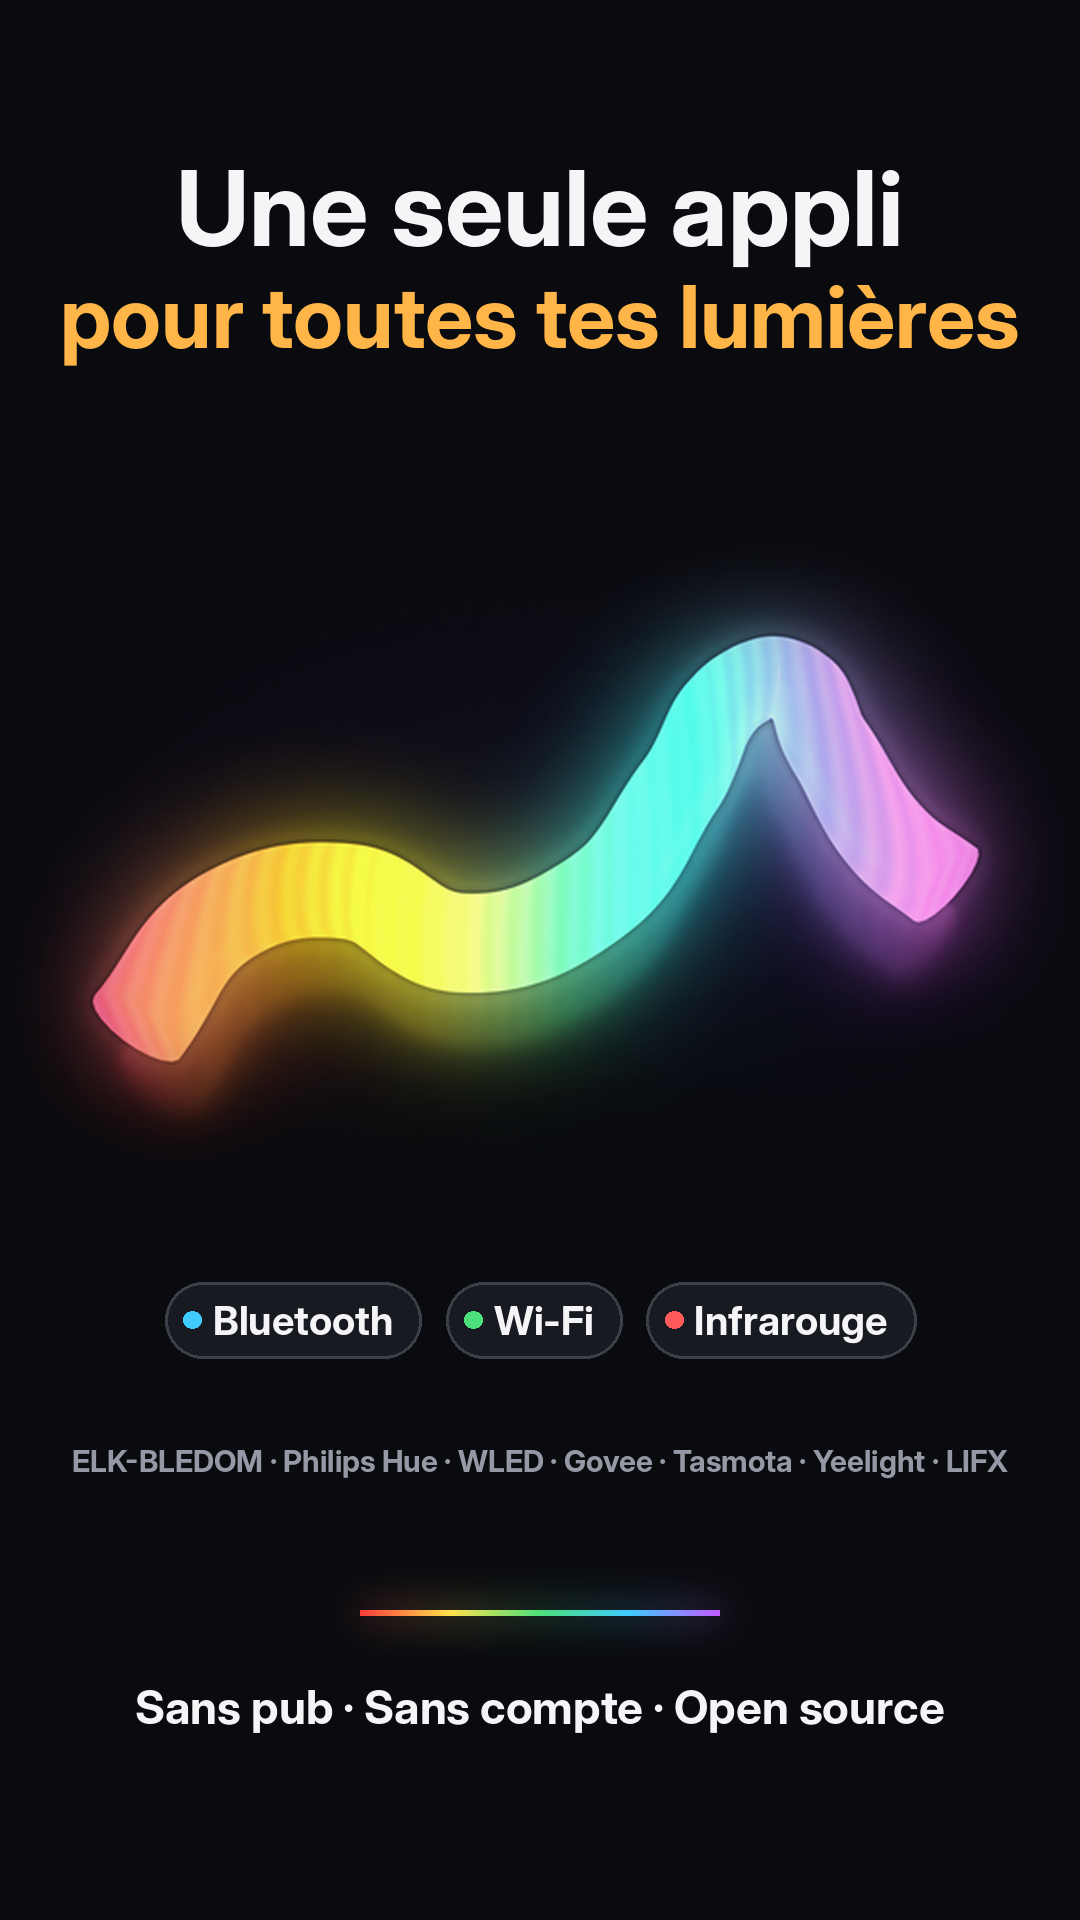 Une seule appli
pour toutes tes lumières
Bluetooth
Wi-Fi
Infrarouge
ELK-BLEDOM · Philips Hue · WLED · Govee · Tasmota · Yeelight · LIFX
Sans pub · Sans compte · Open source